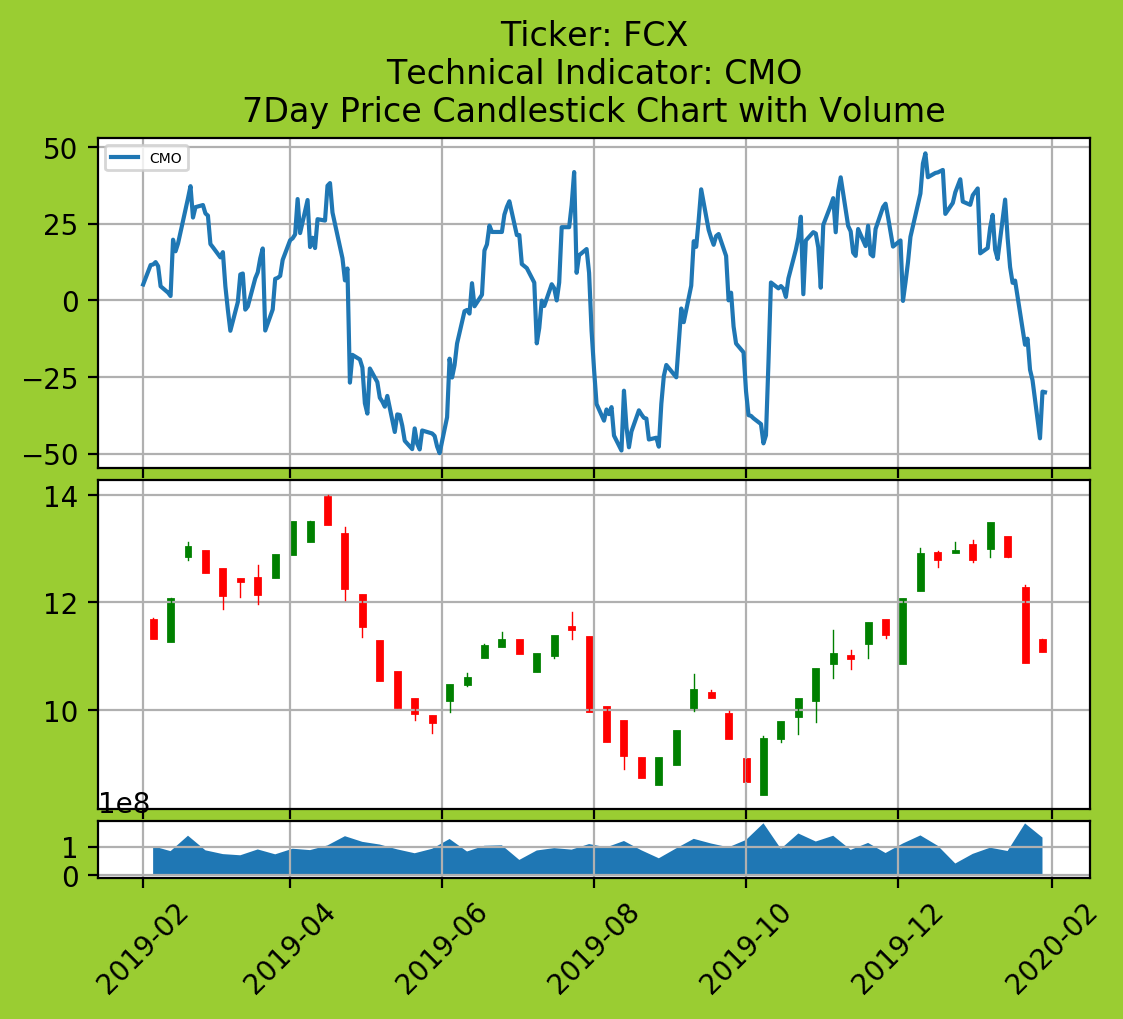 Ticker: FCX
Technical Indicator: CMO
7Day Price Candlestick Chart with Volume
50
CMO
25
0
−25
−50
14
12
10
1e8
1
0
2019-02 2019-04 2019-06 2019-08 2019-10 2019-12 2020-02